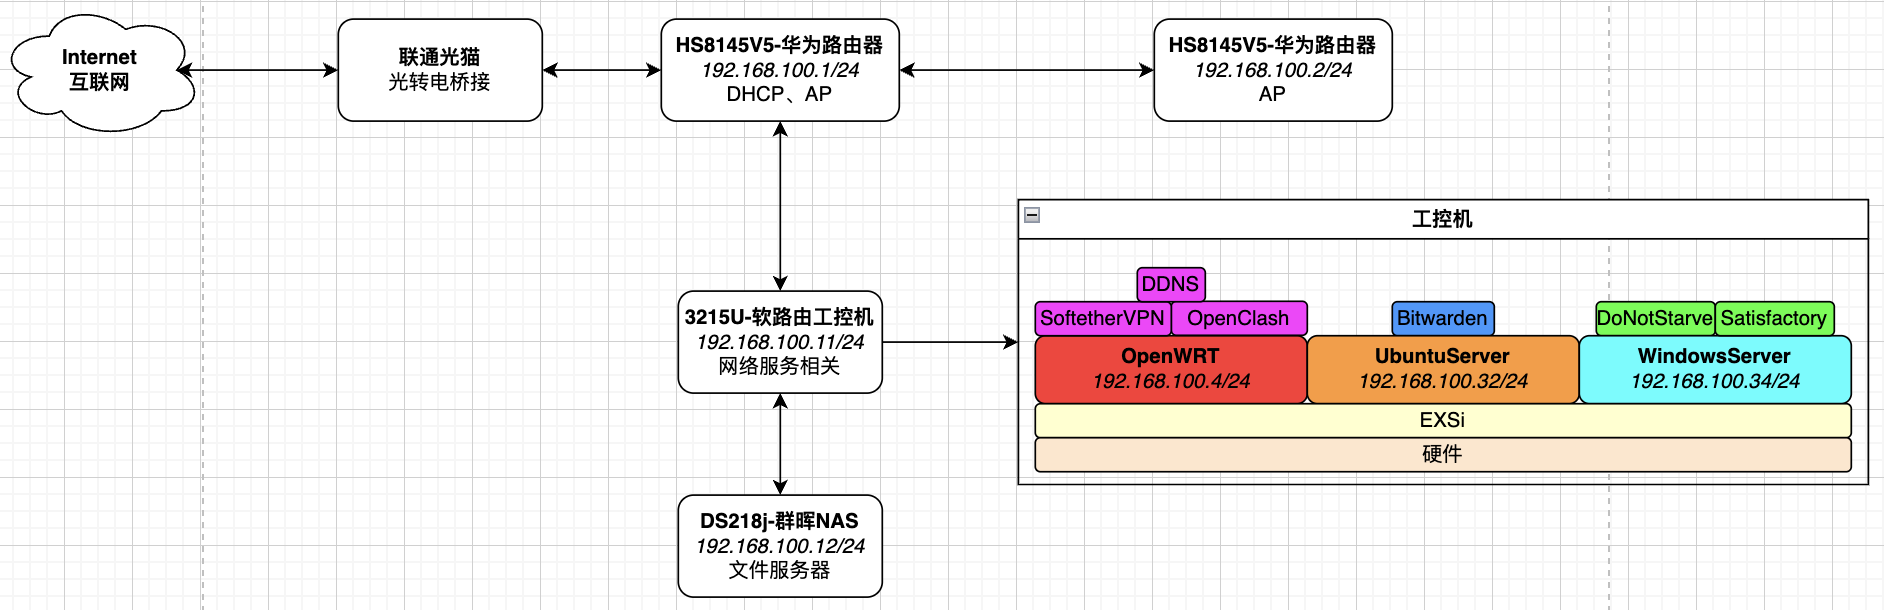 Internet
互联网
联通光猫
光转电桥接
HS8145V5-华为路由器
192.168.100.1/24
DHCP、AP
HS8145V5-华为路由器
192.168.100.2/24
AP
3215U-软路由工控机
192.168.100.11/24
网络服务相关
DS218j-群晖NAS
192.168.100.12/24
文件服务器
工控机
DDNS
SoftetherVPN
OpenClash
Bitwarden
DoNotStarve
Satisfactory
OpenWRT
192.168.100.4/24
UbuntuServer
192.168.100.32/24
WindowsServer
192.168.100.34/24
EXSi
硬件